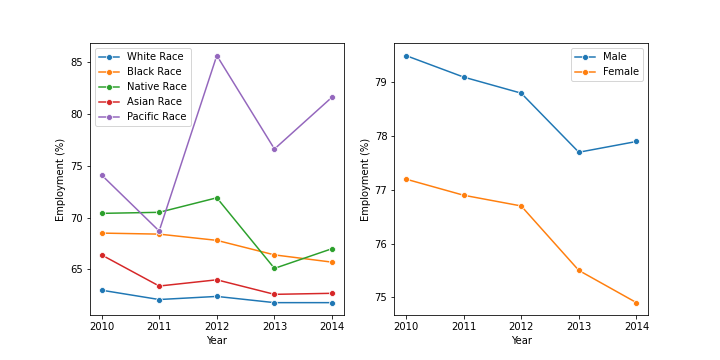 White Race
Black Race
Native Race
Asian Race
Pacific Race
85
80
75
70
65
Employment (%)
2010 2011 2012 2013 2014
Year
Male
Female
79
78
77
76
75
Employment (%)
2010 2011 2012 2013 2014
Year